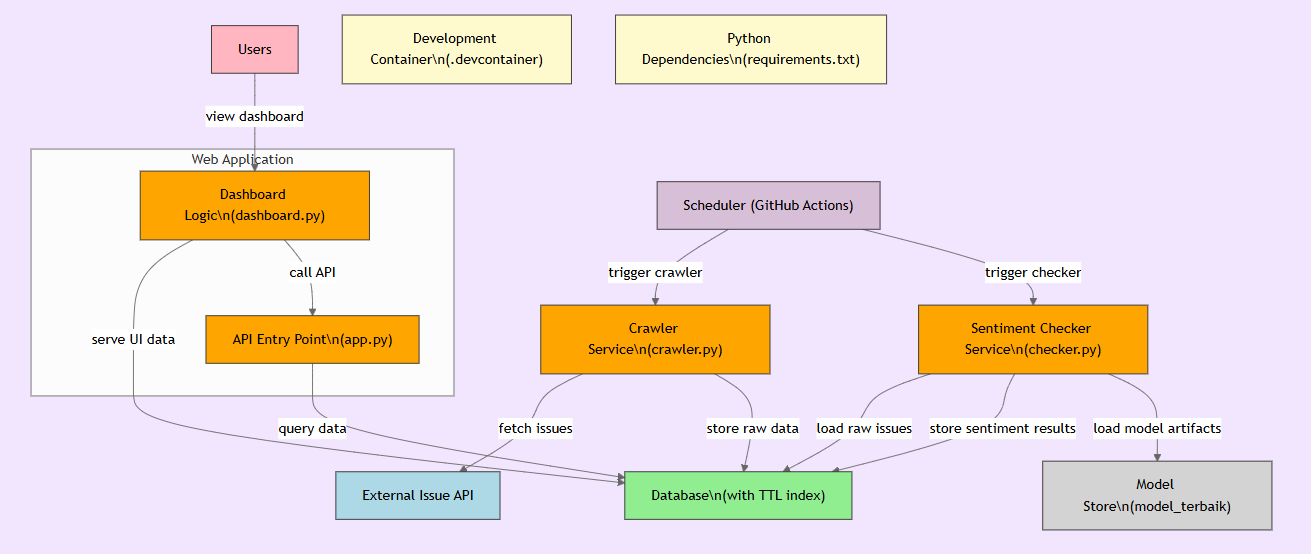 Users
Development
Container\n(.devcontainer)
Python
Dependencies\n(requirements.txt)
view dashboard
Web Application
Dashboard
Logic\n(dashboard.py)
Scheduler (GitHub Actions)
call API
trigger crawler
trigger checker
serve UI data
API Entry Point\n(app.py)
Crawler
Service\n(crawler.py)
Sentiment Checker
Service\n(checker.py)
query data
fetch issues
store raw data
load raw issues
store sentiment results
load model artifacts
External Issue API
Database\n(with TTL index)
Model
Store\n(model_terbaik)